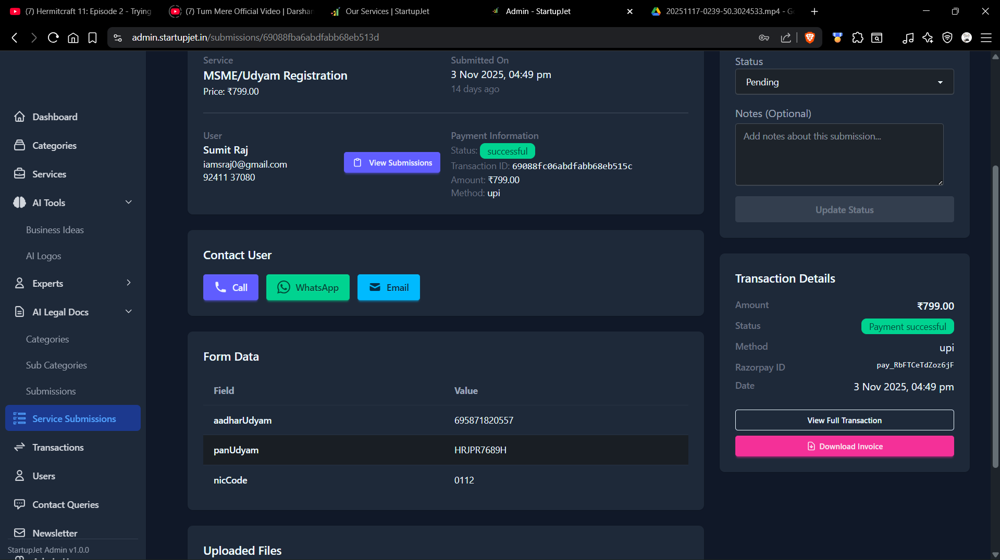 (7) Hermitcraft 11: Episode 2 - Trying
(7) Tum Mere Official Video | Darshan
Our Services | StartupJet
Admin - StartupJet
20251117-0239-50.3024533.mp4 - Go
admin.startupjet.in/submissions/69088fba6abdfabb68eb513d
Dashboard
Categories
Services
AI Tools
Business Ideas
AI Logos
Experts
AI Legal Docs
Categories
Sub Categories
Submissions
Service Submissions
Transactions
Users
Contact Queries
Newsletter
StartupJet Admin v1.0.0
Service
MSME/Udyam Registration
Price: ₹799.00
Submitted On
3 Nov 2025, 04:49 pm
14 days ago
User
Sumit Raj
iamsraj0@gmail.com
92411 37080
View Submissions
Payment Information
Status: successful
Transaction ID: 69088fc06abdfabb68eb515c
Amount: ₹799.00
Method: upi
Contact User
Call
WhatsApp
Email
Form Data
Field Value
aadharUdyam 695871820557
panUdyam HRJPR7689H
nicCode 0112
Uploaded Files
Status
Pending
Notes (Optional)
Add notes about this submission...
Update Status
Transaction Details
Amount ₹799.00
Status Payment successful
Method upi
Razorpay ID pay_RbFTCeTdZoz6jF
Date 3 Nov 2025, 04:49 pm
View Full Transaction
Download Invoice